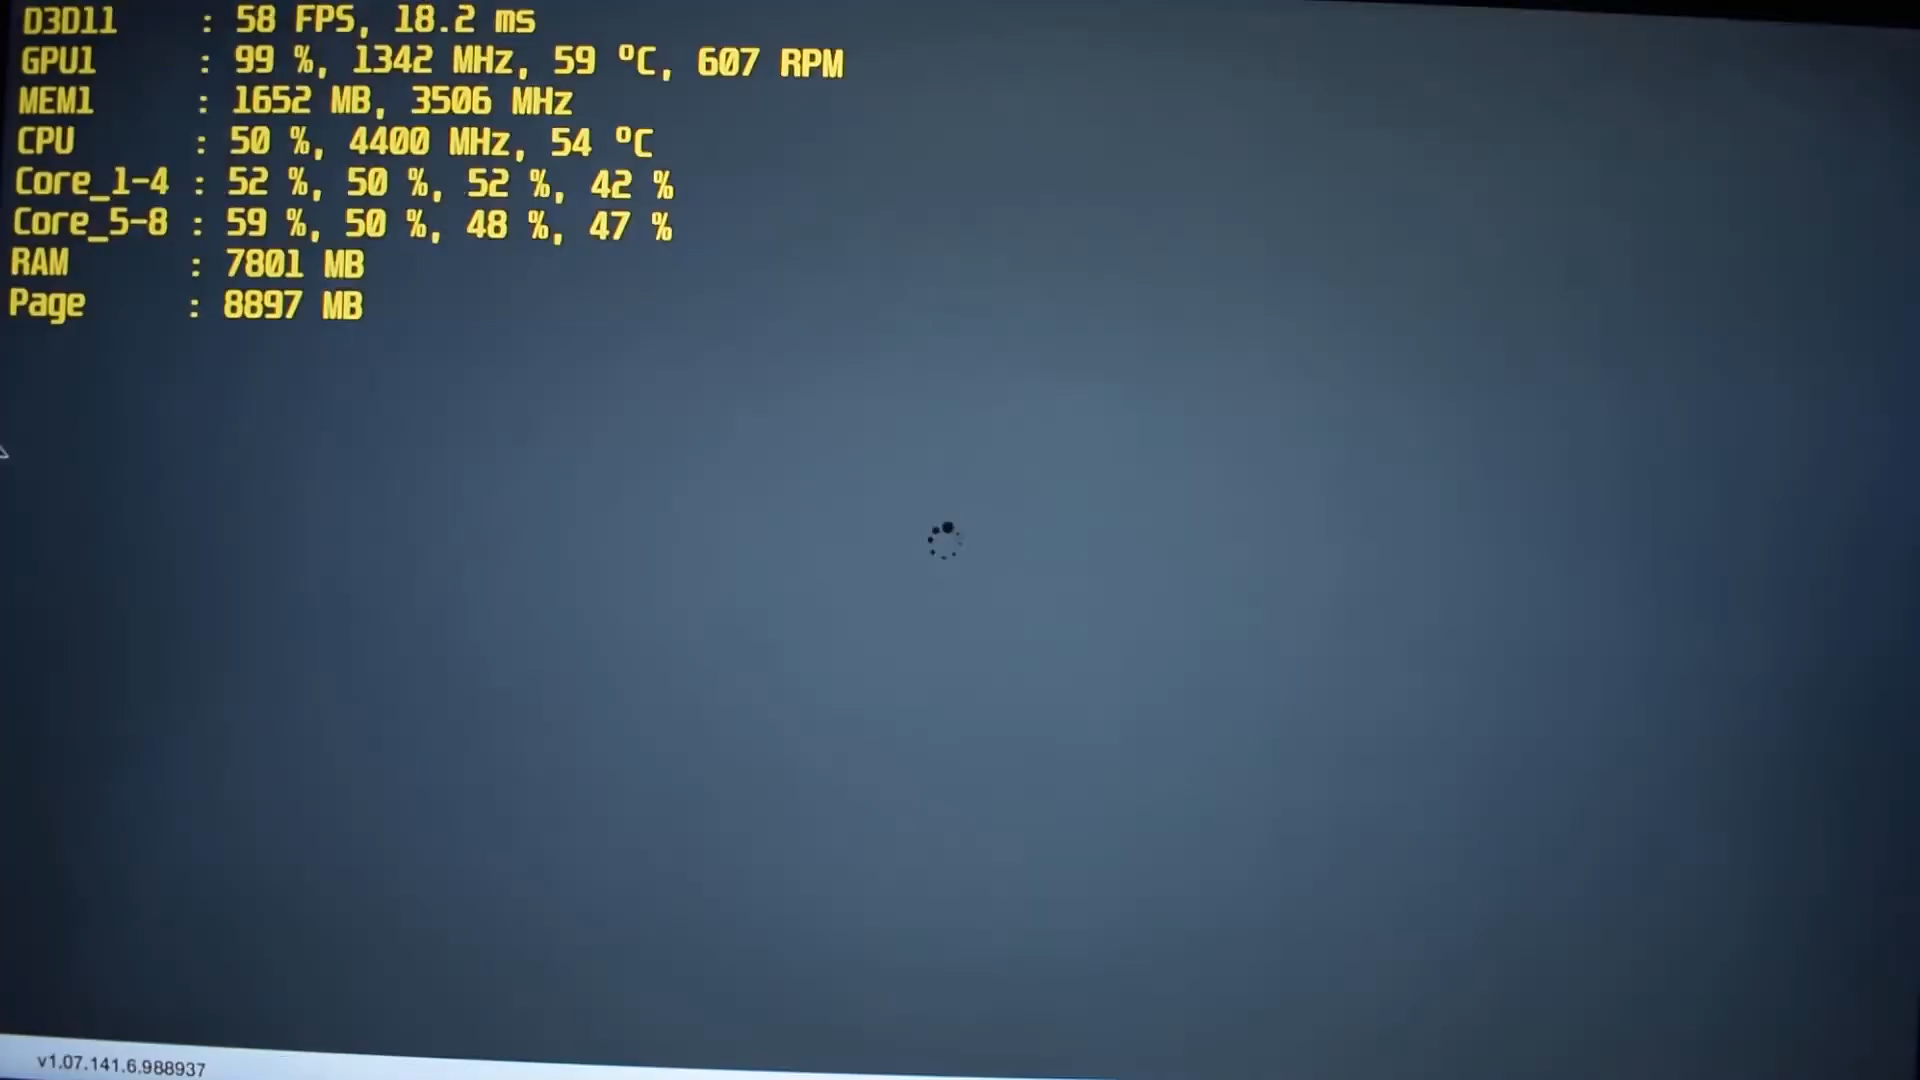 D3D11 : 58 FPS, 18.2 ms
GPU1 : 99 %, 1342 MHz, 59 ºC, 607 RPM
MEM1 : 1652 MB, 3506 MHz
CPU : 50 %, 4400 MHz, 54 ºC
Core_1-4 : 52 %, 50 %, 52 %, 42 %
Core_5-8 : 59 %, 50 %, 48 %, 47 %
RAM : 7801 MB
Page : 8897 MB
v1.07.141.6.988937